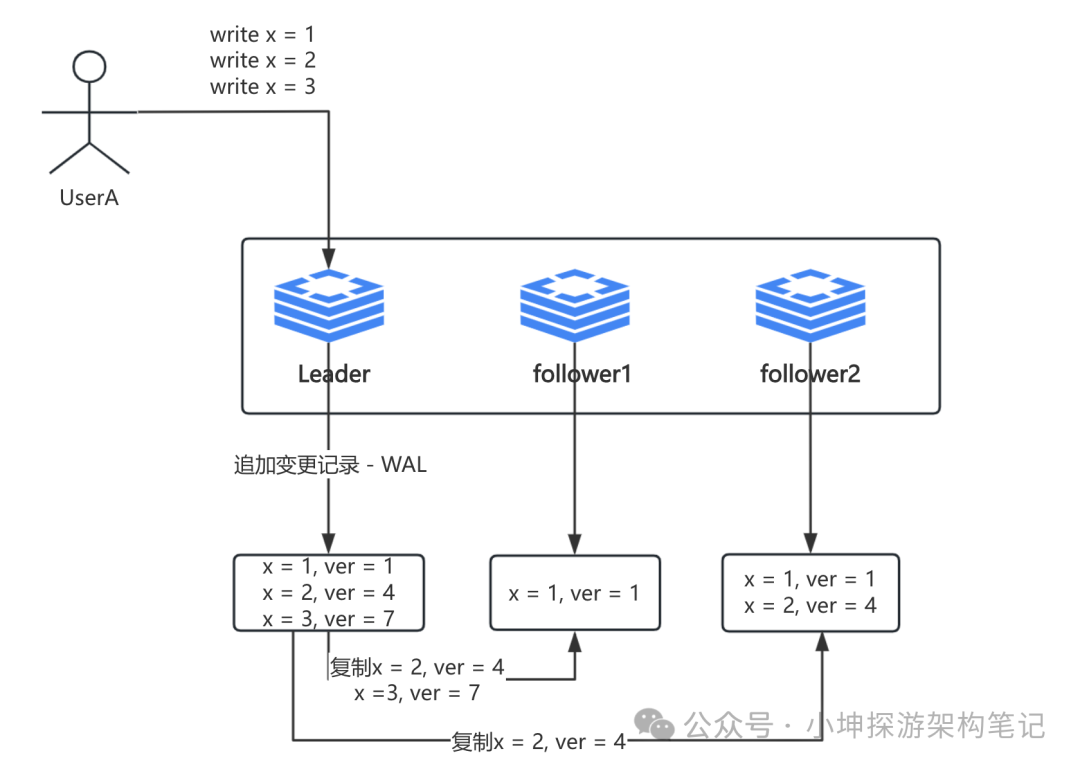 write x = 1
write x = 2
write x = 3
UserA
Leader
follower1
follower2
追加变更记录 - WAL
x = 1, ver = 1
x = 2, ver = 4
x = 3, ver = 7
x = 1, ver = 1
x = 1, ver = 1
x = 2, ver = 4
复制x = 2, ver = 4
x =3, ver = 7
复制x = 2, ver = 4
公众号 · 小坤探游架构笔记